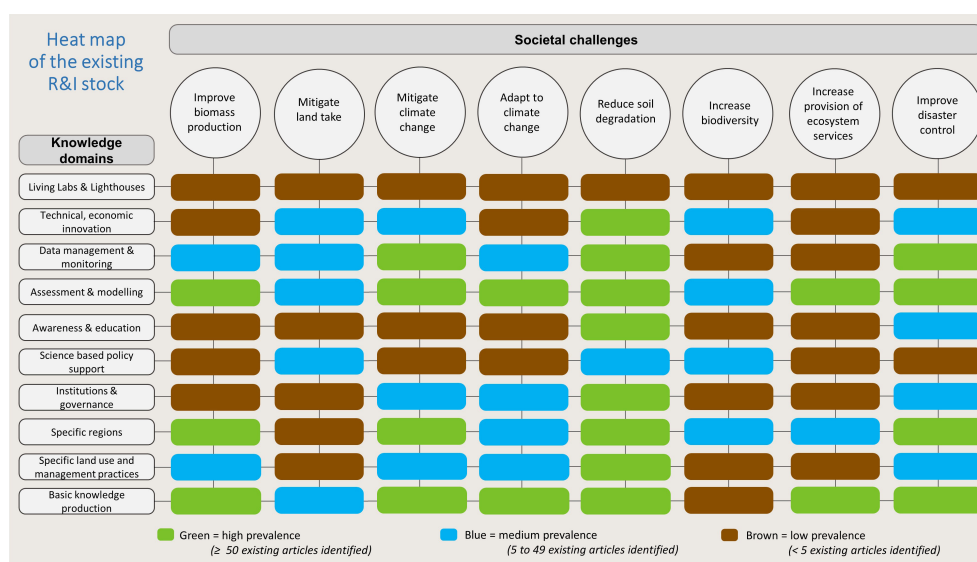 Heat map
of the existing
R&I stock
Societal challenges
Improve
biomass
production
Mitigate
land take
Mitigate
climate
change
Adapt to
climate
change
Reduce soil
degradation
Increase
biodiversity
Increase
provision of
ecosystem
services
Improve
disaster
control
Knowledge
domains
Living Labs & Lighthouses
Technical, economic
innovation
Data management &
monitoring
Assessment & modelling
Awareness & education
Science based policy
support
Institutions &
governance
Specific regions
Specific land use and
management practices
Basic knowledge
production
Green = high prevalence
(≥ 50 existing articles identified)
Blue = medium prevalence
(5 to 49 existing articles identified)
Brown = low prevalence
(< 5 existing articles identified)